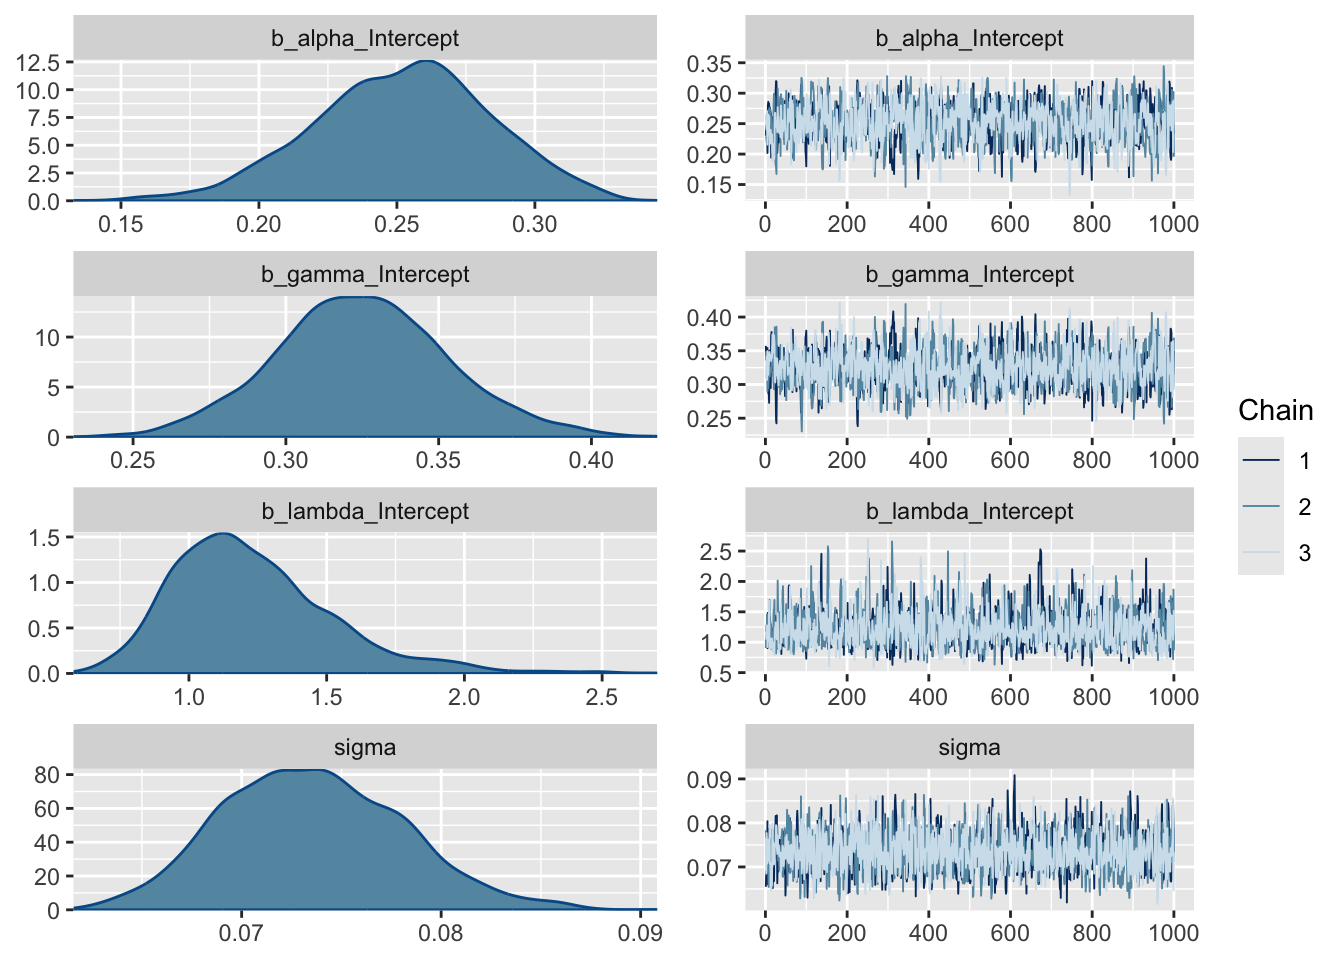 b_alpha_Intercept
12.5
10.0
7.5
5.0
2.5
0.0
0.15 0.20 0.25 0.30
b_alpha_Intercept
0.35
0.30
0.25
0.20
0.15
0 200 400 600 800 1000
b_gamma_Intercept
10
5
0
0.25 0.30 0.35 0.40
b_gamma_Intercept
0.40
0.35
0.30
0.25
0 200 400 600 800 1000
b_lambda_Intercept
1.5
1.0
0.5
0.0
1.0 1.5 2.0 2.5
b_lambda_Intercept
2.5
2.0
1.5
1.0
0.5
0 200 400 600 800 1000
sigma
80
60
40
20
0
0.07 0.08 0.09
sigma
0.09
0.08
0.07
0 200 400 600 800 1000
Chain
1
2
3